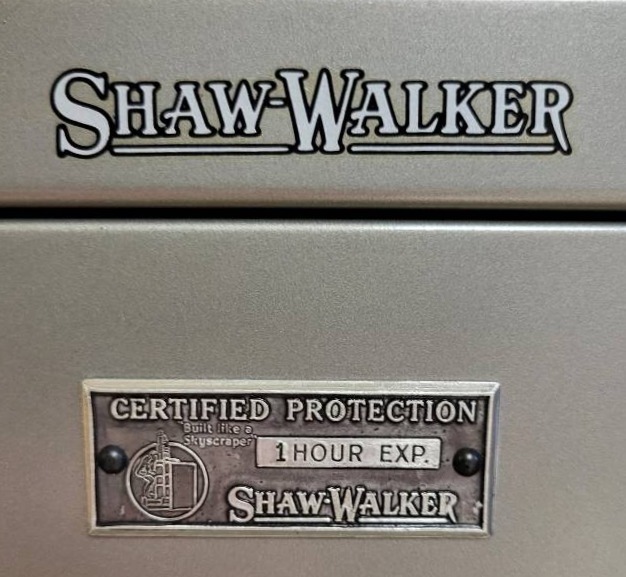 SHAW-WALKER
CERTIFIED PROTECTION
"Built like a
Skyscraper"
1 HOUR EXP.
SHAW-WALKER